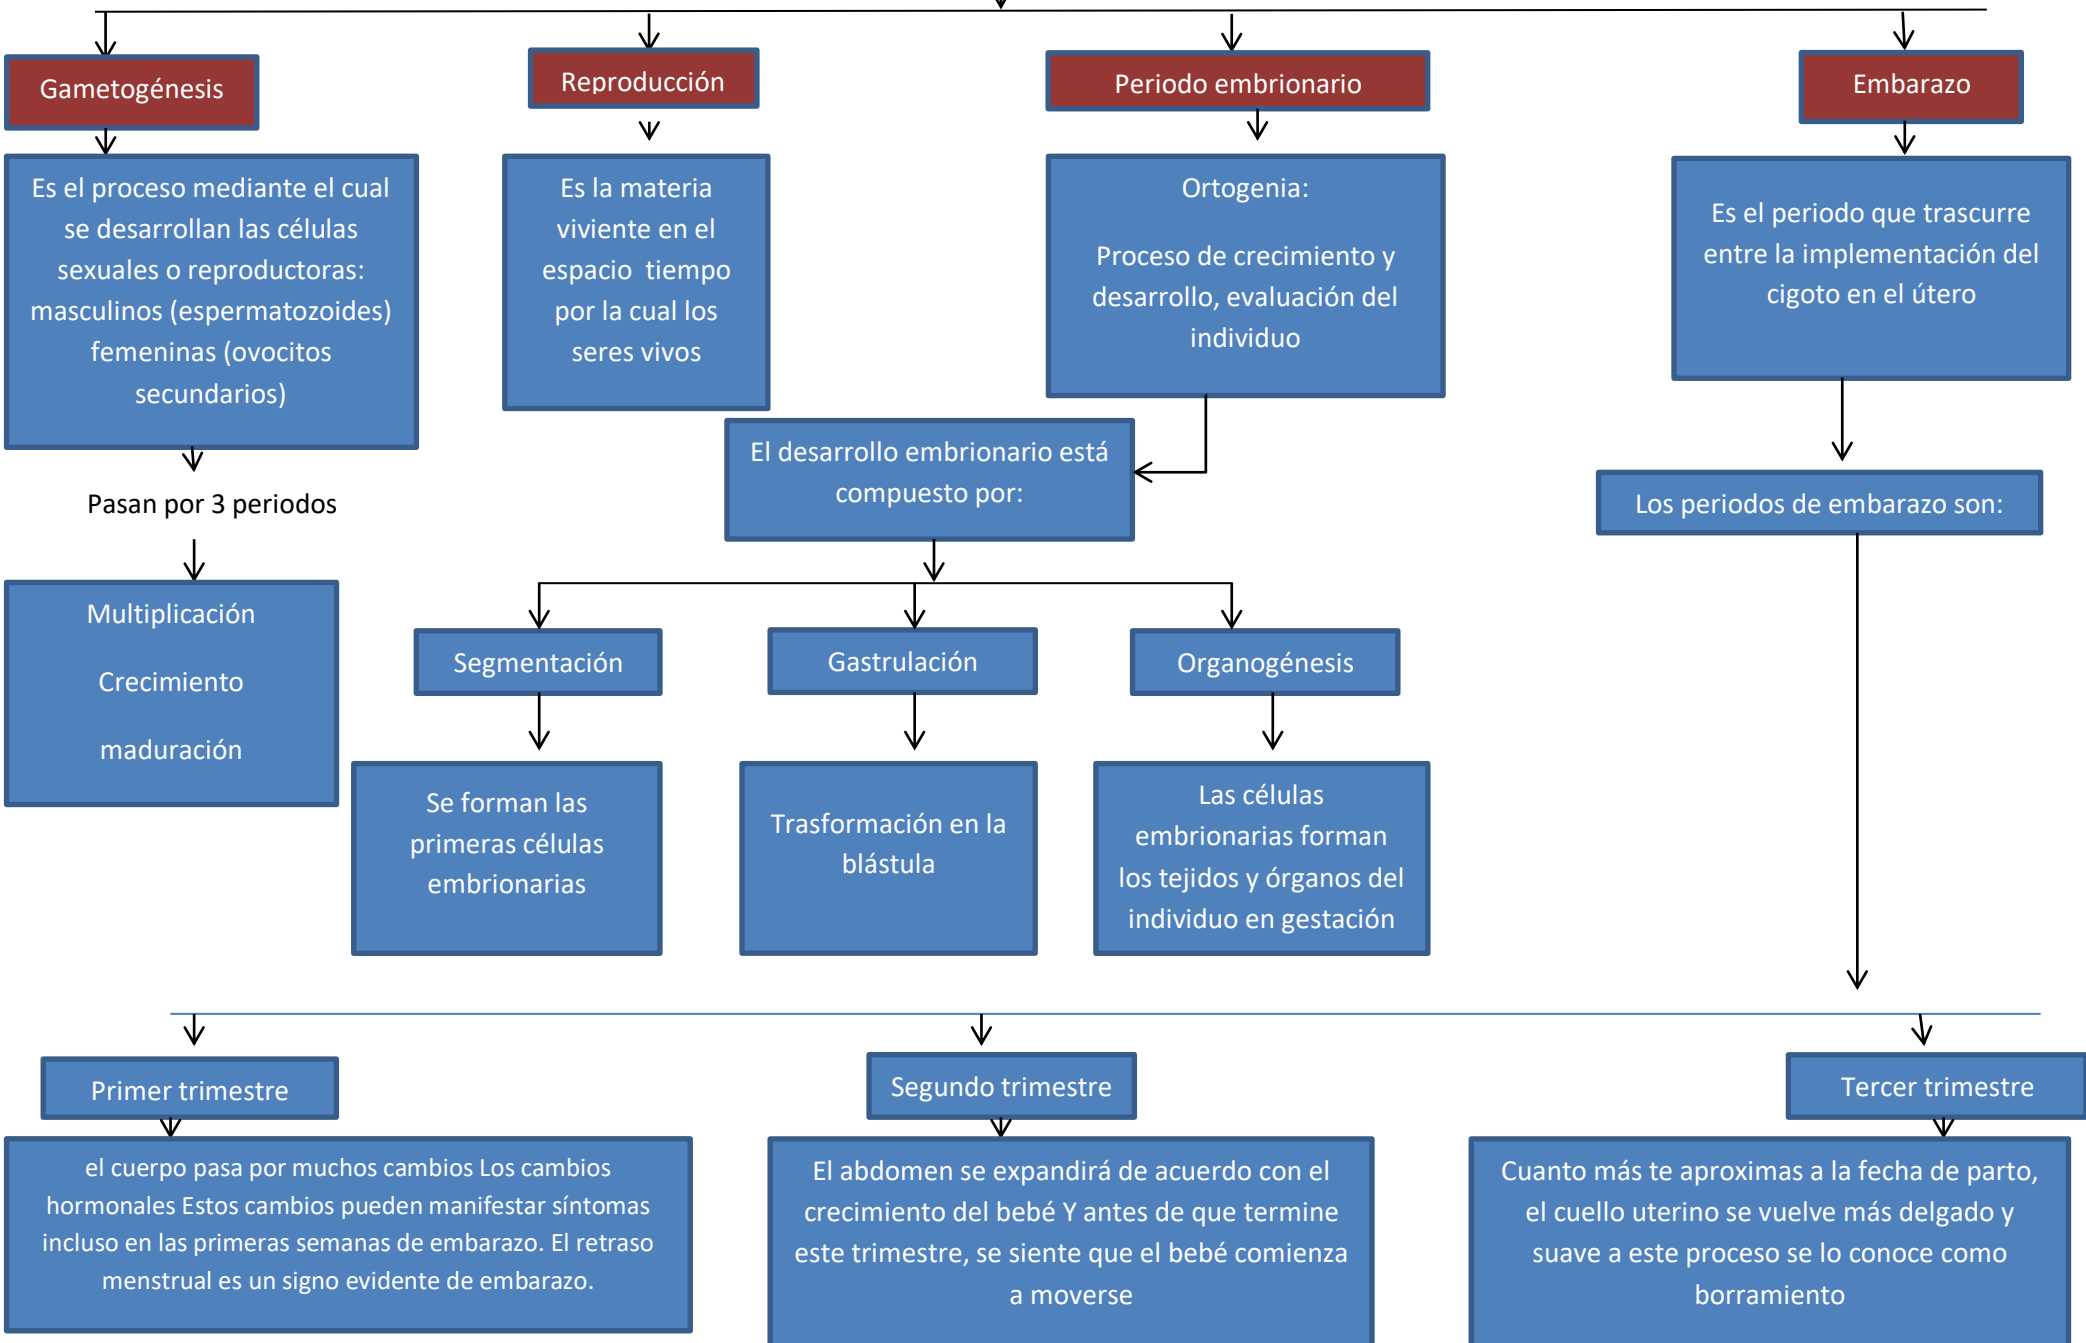 Gametogénesis
Reproducción
Periodo embrionario
Embarazo
Es el proceso mediante el cual
se desarrollan las células
sexuales o reproductoras:
masculinos (espermatozoides)
femeninas (ovocitos
secundarios)
Es la materia
viviente en el
espacio tiempo
por la cual los
seres vivos
Ortogenia:
Proceso de crecimiento y
desarrollo, evaluación del
individuo
Es el periodo que trascurre
entre la implementación del
cigoto en el útero
El desarrollo embrionario está
compuesto por:
Pasan por 3 periodos
Los periodos de embarazo son:
Multiplicación
Crecimiento
maduración
Segmentación
Gastrulación
Organogénesis
Se forman las
primeras células
embrionarias
Trasformación en la
blástula
Las células
embrionarias forman
los tejidos y órganos del
individuo en gestación
Primer trimestre
Segundo trimestre
Tercer trimestre
el cuerpo pasa por muchos cambios Los cambios
hormonales Estos cambios pueden manifestar síntomas
incluso en las primeras semanas de embarazo. El retraso
menstrual es un signo evidente de embarazo.
El abdomen se expandirá de acuerdo con el
crecimiento del bebé Y antes de que termine
este trimestre, se siente que el bebé comienza
a moverse
Cuanto más te aproximas a la fecha de parto,
el cuello uterino se vuelve más delgado y
suave a este proceso se lo conoce como
borramiento